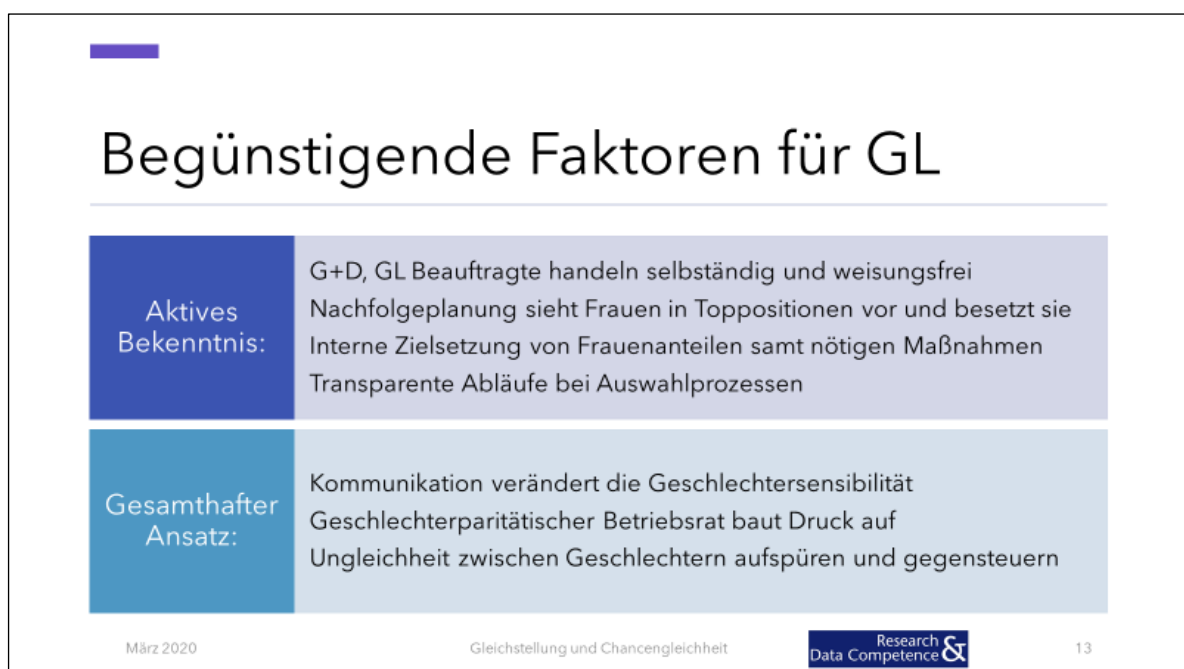 Begünstigende Faktoren für GL
Aktives
Bekenntnis:
G+D, GL Beauftragte handeln selbständig und weisungsfrei
Nachfolgeplanung sieht Frauen in Toppositionen vor und besetzt sie
Interne Zielsetzung von Frauenanteilen samt nötigen Maßnahmen
Transparente Abläufe bei Auswahlprozessen
Gesamthafter
Ansatz:
Kommunikation verändert die Geschlechtersensibilität
Geschlechterparitätischer Betriebsrat baut Druck auf
Ungleichheit zwischen Geschlechtern aufspüren und gegensteuern
März 2020
Gleichstellung und Chancengleichheit
Research &
Data Competence
13